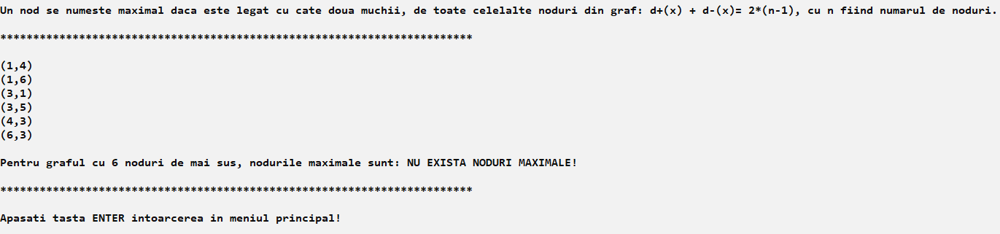 Un nod se numeste maximal daca este legat cu cate doua muchii, de toate celelalte noduri din graf: d+(x) + d-(x)= 2*(n-1), cu n fiind numarul de noduri.
************************************************************************
(1,4)
(1,6)
(3,1)
(3,5)
(4,3)
(6,3)
Pentru graful cu 6 noduri de mai sus, nodurile maximale sunt: NU EXISTA NODURI MAXIMALE!
************************************************************************
Apasati tasta ENTER intoarcerea in meniul principal!